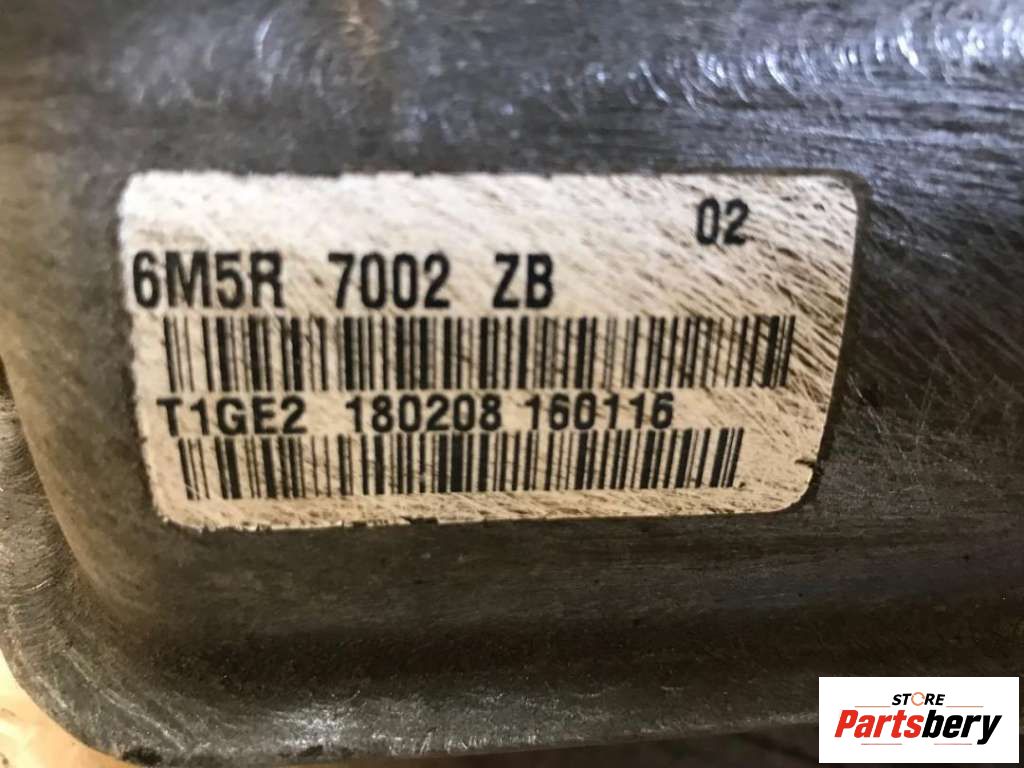 02
6M5R 7002 ZB
T1GE2 180208 160116
STORE
Partsbery